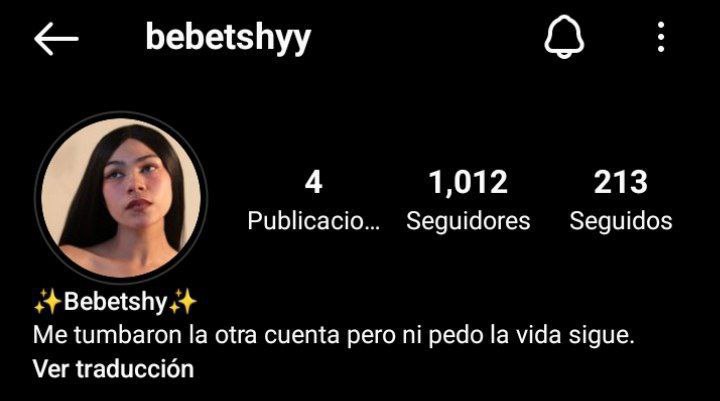 bebetshyy
4 1,012 213
Publicacio... Seguidores Seguidos
✨Bebetshy✨
Me tumbaron la otra cuenta pero ni pedo la vida sigue.
Ver traducción